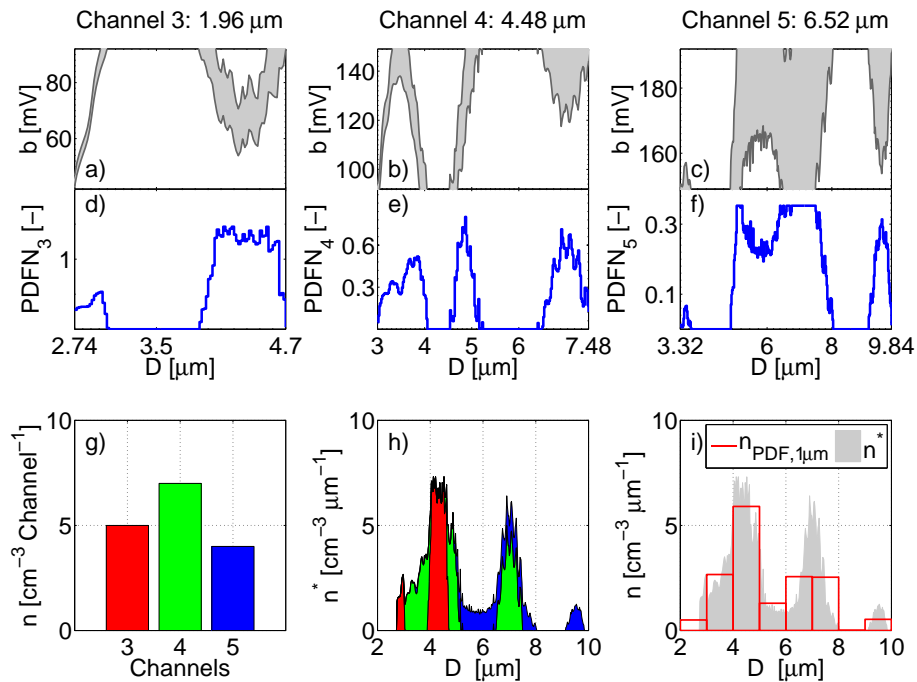 Channel 3: 1.96 μm
Channel 4: 4.48 μm
Channel 5: 6.52 μm
b [mV]
80
60
a)
b [mV]
140
120
100
b)
b [mV]
180
160
c)
PDFN3 [−]
1
d)
2.74
3.5
4.7
D [μm]
PDFN4 [−]
0.6
0.3
e)
3
4
5
6
7.48
D [μm]
PDFN5 [−]
0.3
0.1
f)
3.32
6
8
9.84
D [μm]
n [cm−3 Channel−1]
10
5
0
g)
3
4
5
Channels
n* [cm−3 μm−1]
10
5
0
h)
2
4
6
8
10
D [μm]
n [cm−3 μm−1]
10
5
0
i)
nPDF,1μm
n*
2
4
6
8
10
D [μm]